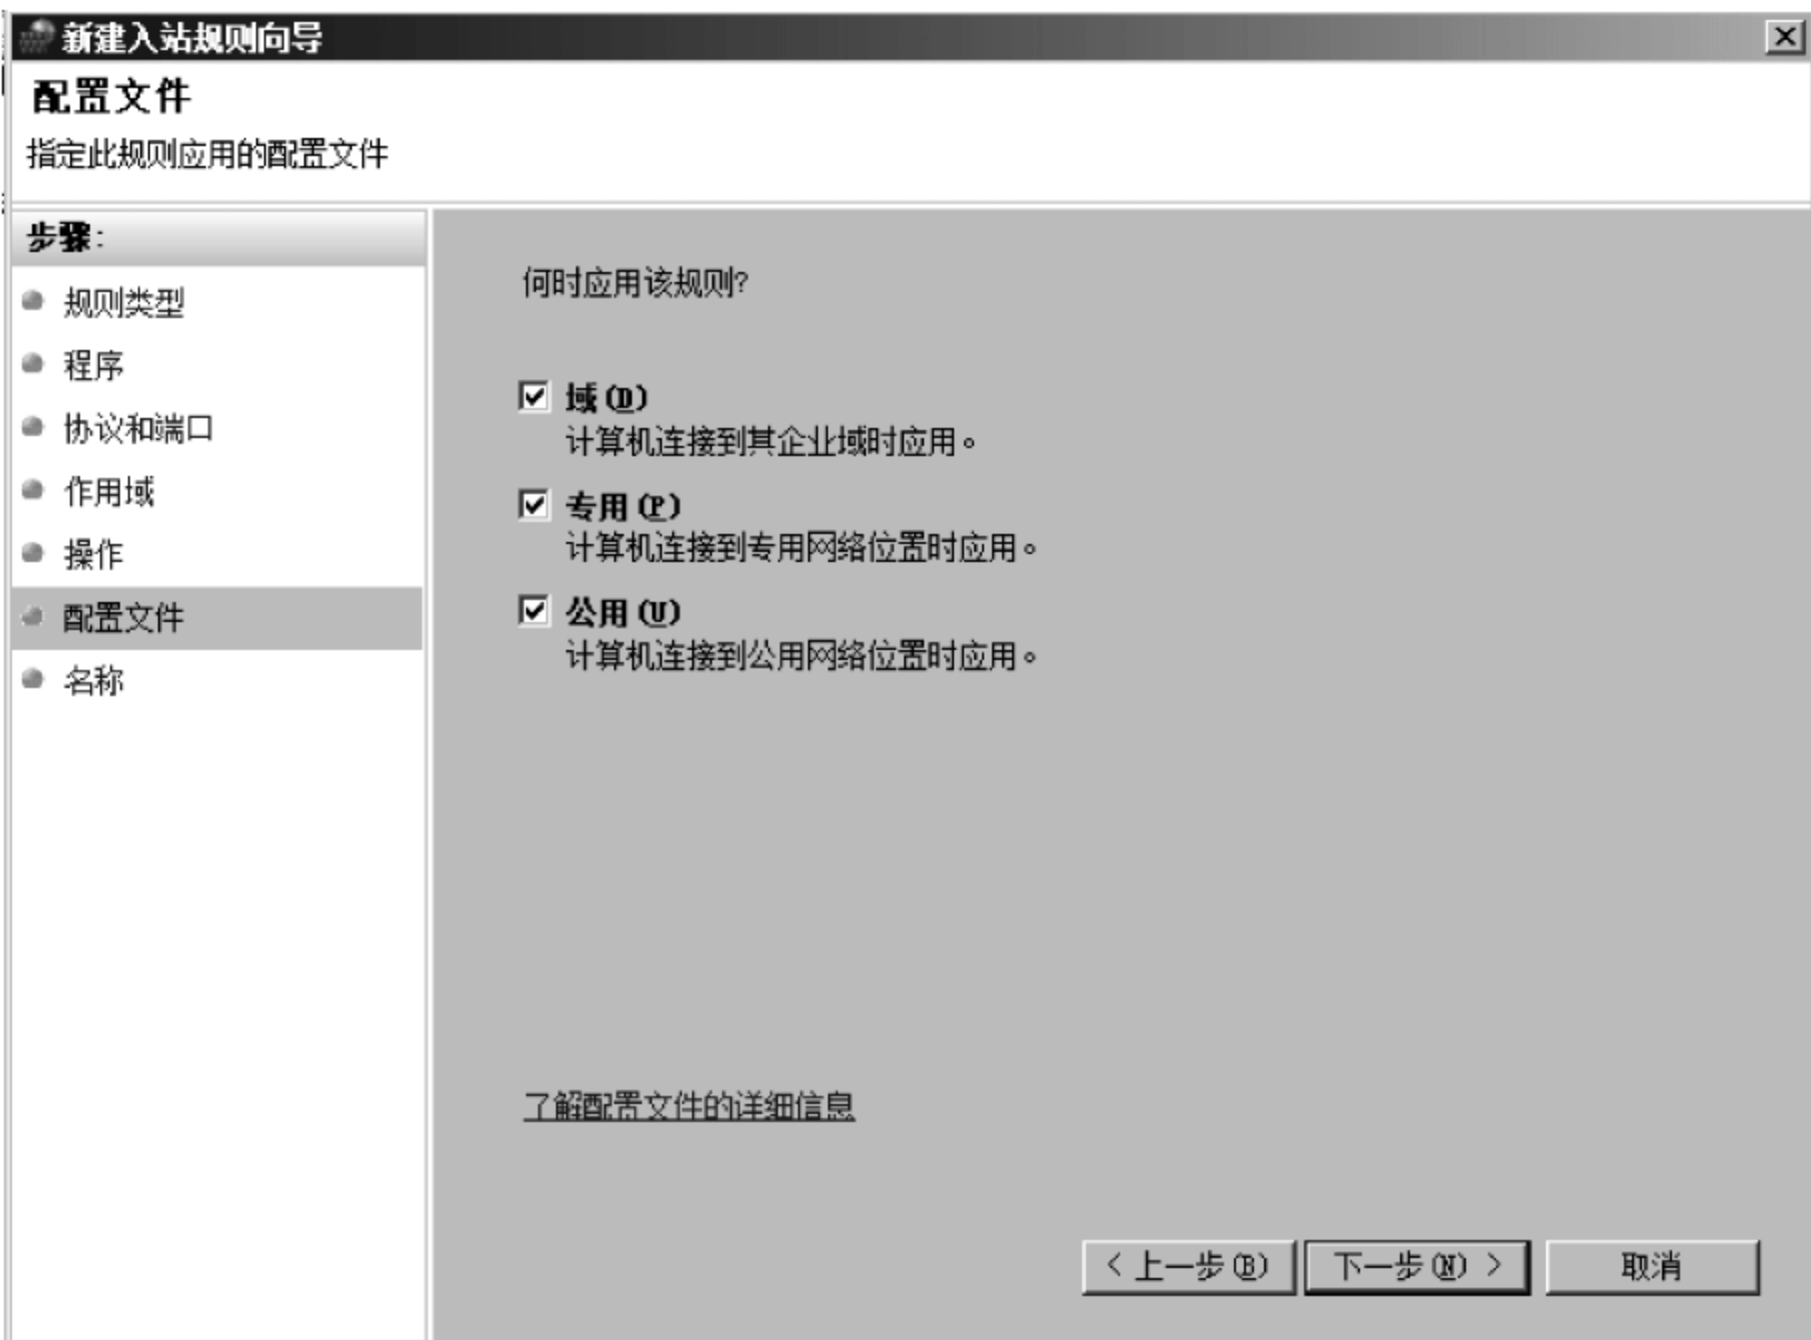 新建入站规则向导
配置文件
指定此规则应用的配置文件
步骤:
规则类型
程序
协议和端口
作用域
操作
配置文件
名称
何时应用该规则?
域(D)
计算机连接到其企业域时应用。
专用(P)
计算机连接到专用网络位置时应用。
公用(U)
计算机连接到公用网络位置时应用。
了解配置文件的详细信息
< 上一步(B)
下一步(N) >
取消